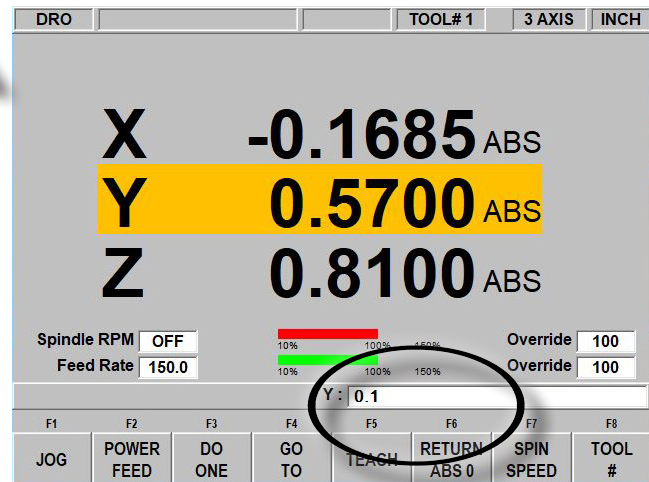 DRO TOOL# 1 3 AXIS INCH
X -0.1685 ABS
Y 0.5700 ABS
Z 0.8100 ABS
Spindle RPM OFF 10% 100% 150% Override 100
Feed Rate 150.0 10% 100% 150% Override 100
Y : 0.1
F1 F2 F3 F4 F5 F6 F7 F8
JOG POWER FEED DO ONE GO TO TEACH RETURN ABS 0 SPIN SPEED TOOL #